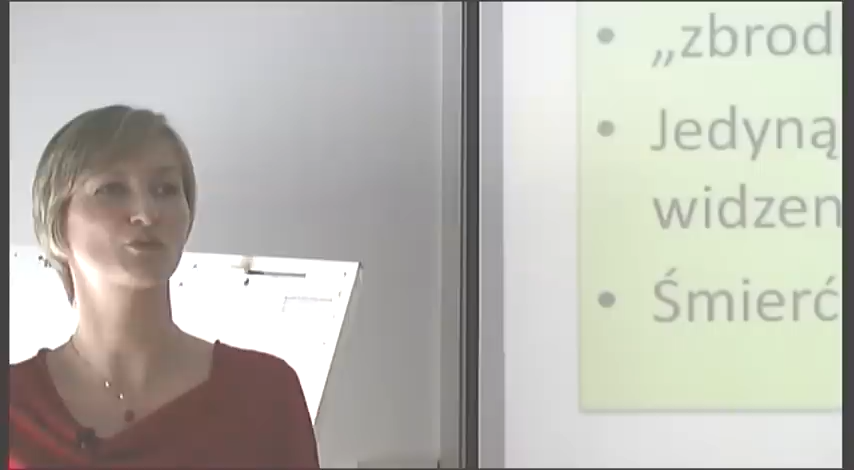 • „zbrod
• Jedyną
widzen
• Śmierć